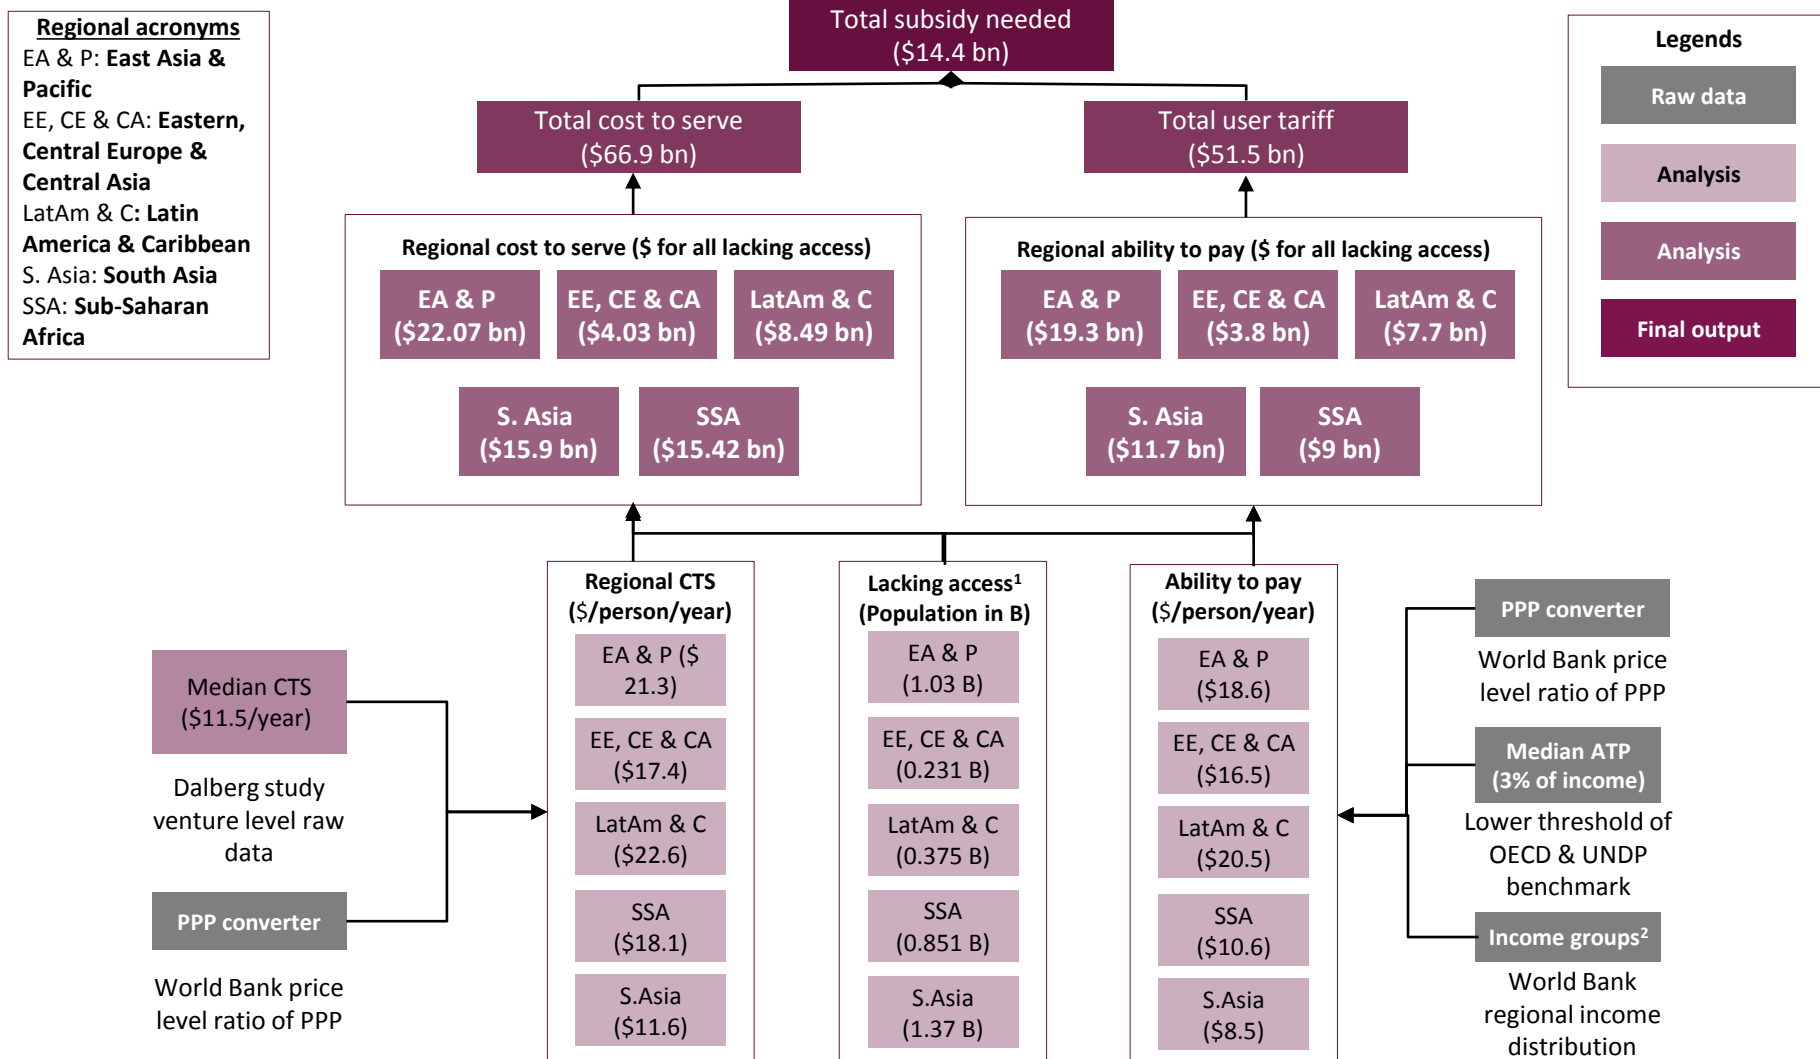 Regional acronyms
EA & P: East Asia &
Pacific
EE, CE & CA: Eastern,
Central Europe &
Central Asia
LatAm & C: Latin
America & Caribbean
S. Asia: South Asia
SSA: Sub-Saharan
Africa
Total subsidy needed
($14.4 bn)
Total cost to serve
($66.9 bn)
Total user tariff
($51.5 bn)
Legends
Raw data
Analysis
Analysis
Final output
Regional cost to serve ($ for all lacking access)
EA & P
($22.07 bn)
EE, CE & CA
($4.03 bn)
LatAm & C
($8.49 bn)
S. Asia
($15.9 bn)
SSA
($15.42 bn)
Regional ability to pay ($ for all lacking access)
EA & P
($19.3 bn)
EE, CE & CA
($3.8 bn)
LatAm & C
($7.7 bn)
S. Asia
($11.7 bn)
SSA
($9 bn)
Median CTS
($11.5/year)
Dalberg study
venture level raw
data
PPP converter
World Bank price
level ratio of PPP
Regional CTS
($/person/year)
EA & P ($
21.3)
EE, CE & CA
($17.4)
LatAm & C
($22.6)
SSA
($18.1)
S.Asia
($11.6)
Lacking access¹
(Population in B)
EA & P
(1.03 B)
EE, CE & CA
(0.231 B)
LatAm & C
(0.375 B)
SSA
(0.851 B)
S.Asia
(1.37 B)
Ability to pay
($/person/year)
EA & P
($18.6)
EE, CE & CA
($16.5)
LatAm & C
($20.5)
SSA
($10.6)
S.Asia
($8.5)
PPP converter
World Bank price
level ratio of PPP
Median ATP
(3% of income)
Lower threshold of
OECD & UNDP
benchmark
Income groups²
World Bank
regional income
distribution